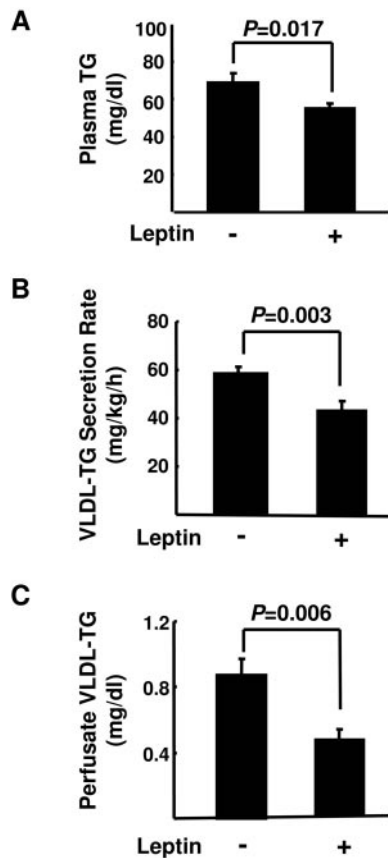 A
P=0.017
Plasma TG
(mg/dl)
100
80
60
40
20
Leptin - +
B
P=0.003
VLDL-TG Secretion Rate
(mg/kg/h)
80
60
40
20
Leptin - +
C
P=0.006
Perfusate VLDL-TG
(mg/dl)
1.2
0.8
0.4
Leptin - +